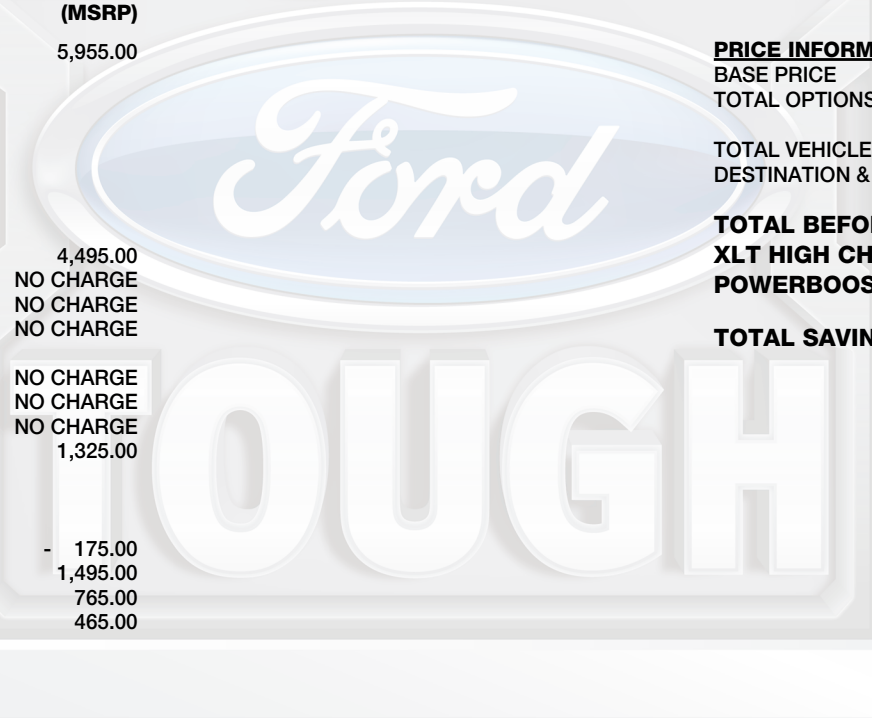 (MSRP)
5,955.00
4,495.00
NO CHARGE
NO CHARGE
NO CHARGE
NO CHARGE
NO CHARGE
NO CHARGE
1,325.00
- 175.00
1,495.00
765.00
465.00
PRICE INFORM
BASE PRICE
TOTAL OPTIONS
TOTAL VEHICLE
DESTINATION &
TOTAL BEFO
XLT HIGH CH
POWERBOOS
TOTAL SAVIN
Ford
TOUGH